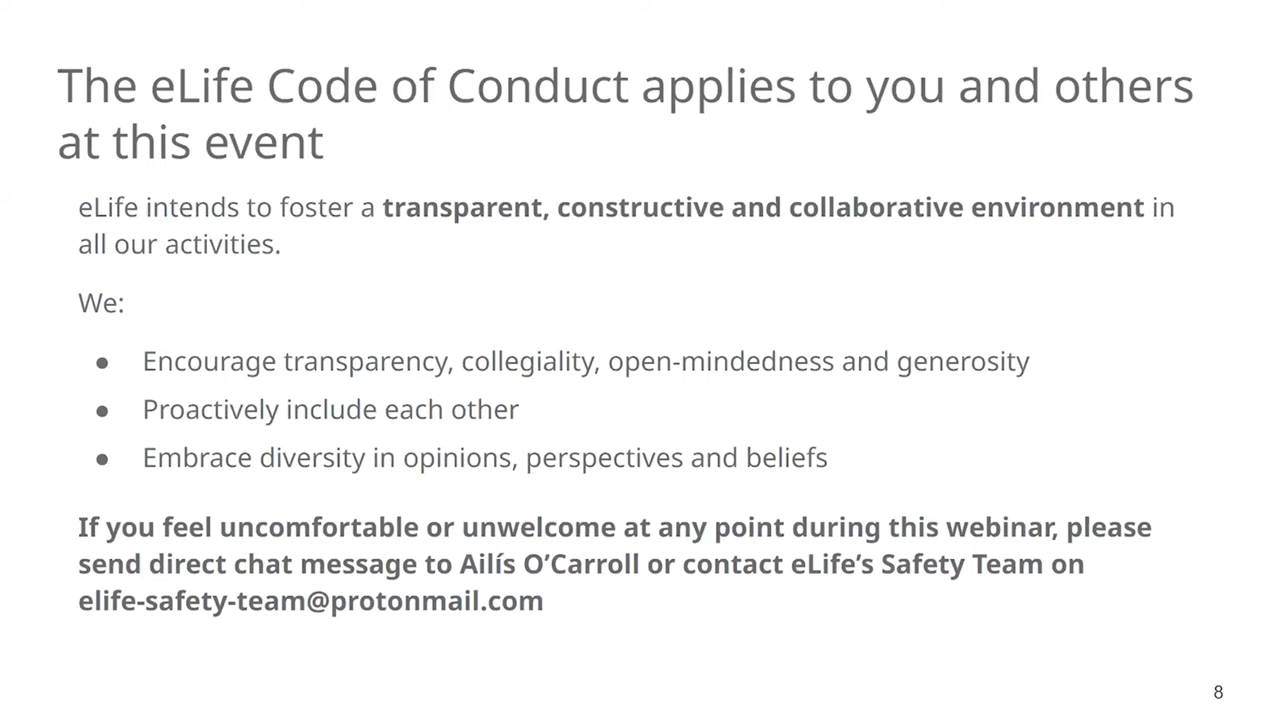 The eLife Code of Conduct applies to you and others
at this event
eLife intends to foster a transparent, constructive and collaborative environment in
all our activities.
We:
● Encourage transparency, collegiality, open-mindedness and generosity
● Proactively include each other
● Embrace diversity in opinions, perspectives and beliefs
If you feel uncomfortable or unwelcome at any point during this webinar, please
send direct chat message to Ailís O’Carroll or contact eLife’s Safety Team on
elife-safety-team@protonmail.com
8